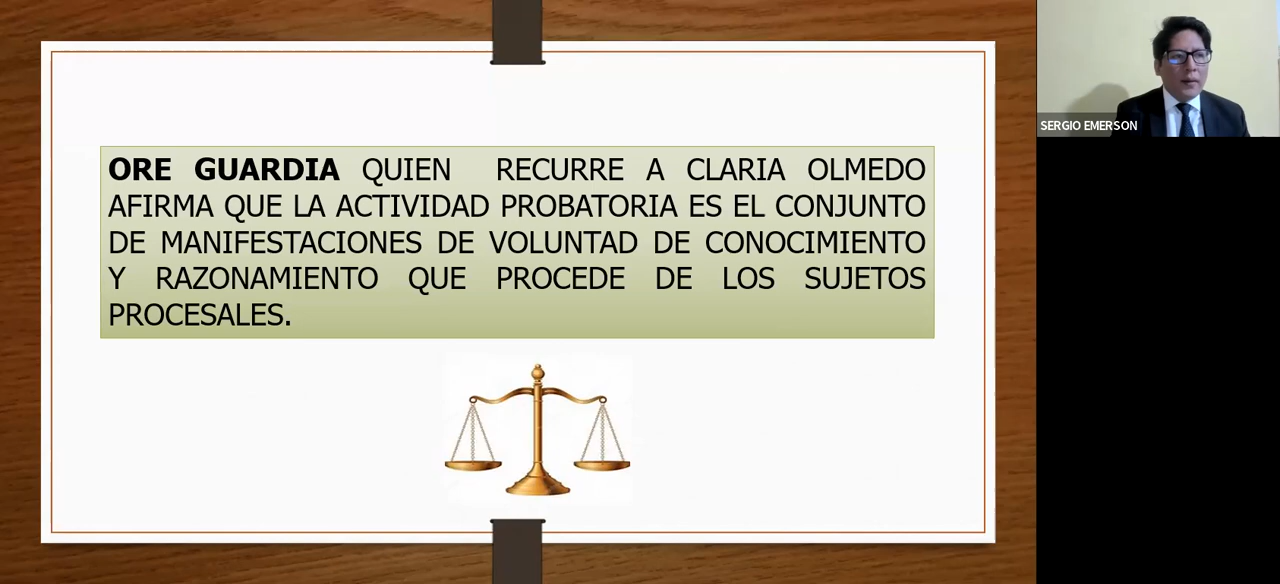 ORE GUARDIA QUIEN RECURRE A CLARIA OLMEDO
AFIRMA QUE LA ACTIVIDAD PROBATORIA ES EL CONJUNTO
DE MANIFESTACIONES DE VOLUNTAD DE CONOCIMIENTO
Y RAZONAMIENTO QUE PROCEDE DE LOS SUJETOS
PROCESALES.
SERGIO EMERSON